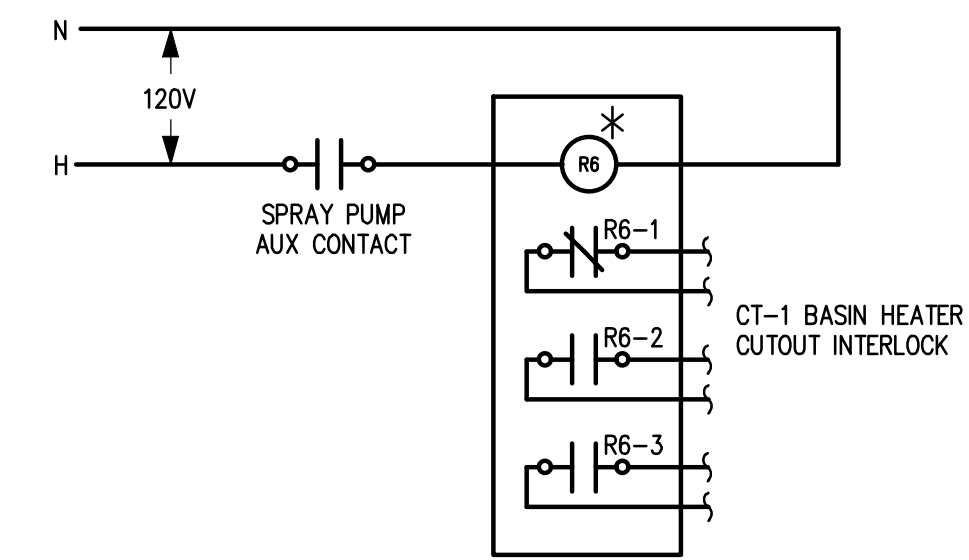 N
120V
H
R6
SPRAY PUMP
AUX CONTACT
R6-1
CT-1 BASIN HEATER
CUTOUT INTERLOCK
R6-2
R6-3